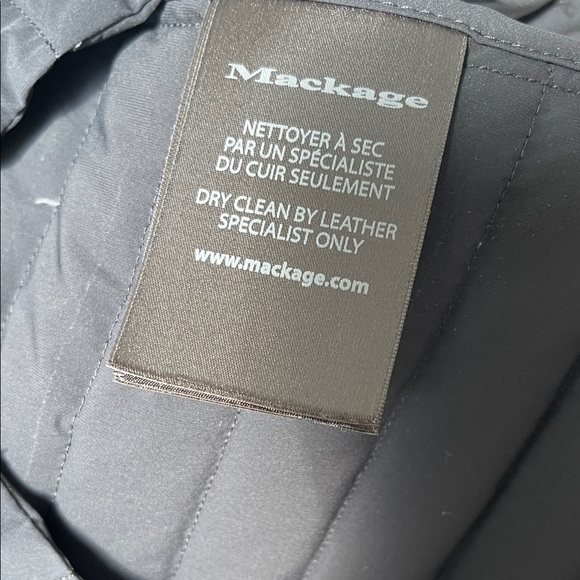 Mackage
NETTOYER À SEC
PAR UN SPÉCIALISTE
DU CUIR SEULEMENT
DRY CLEAN BY LEATHER
SPECIALIST ONLY
www.mackage.com